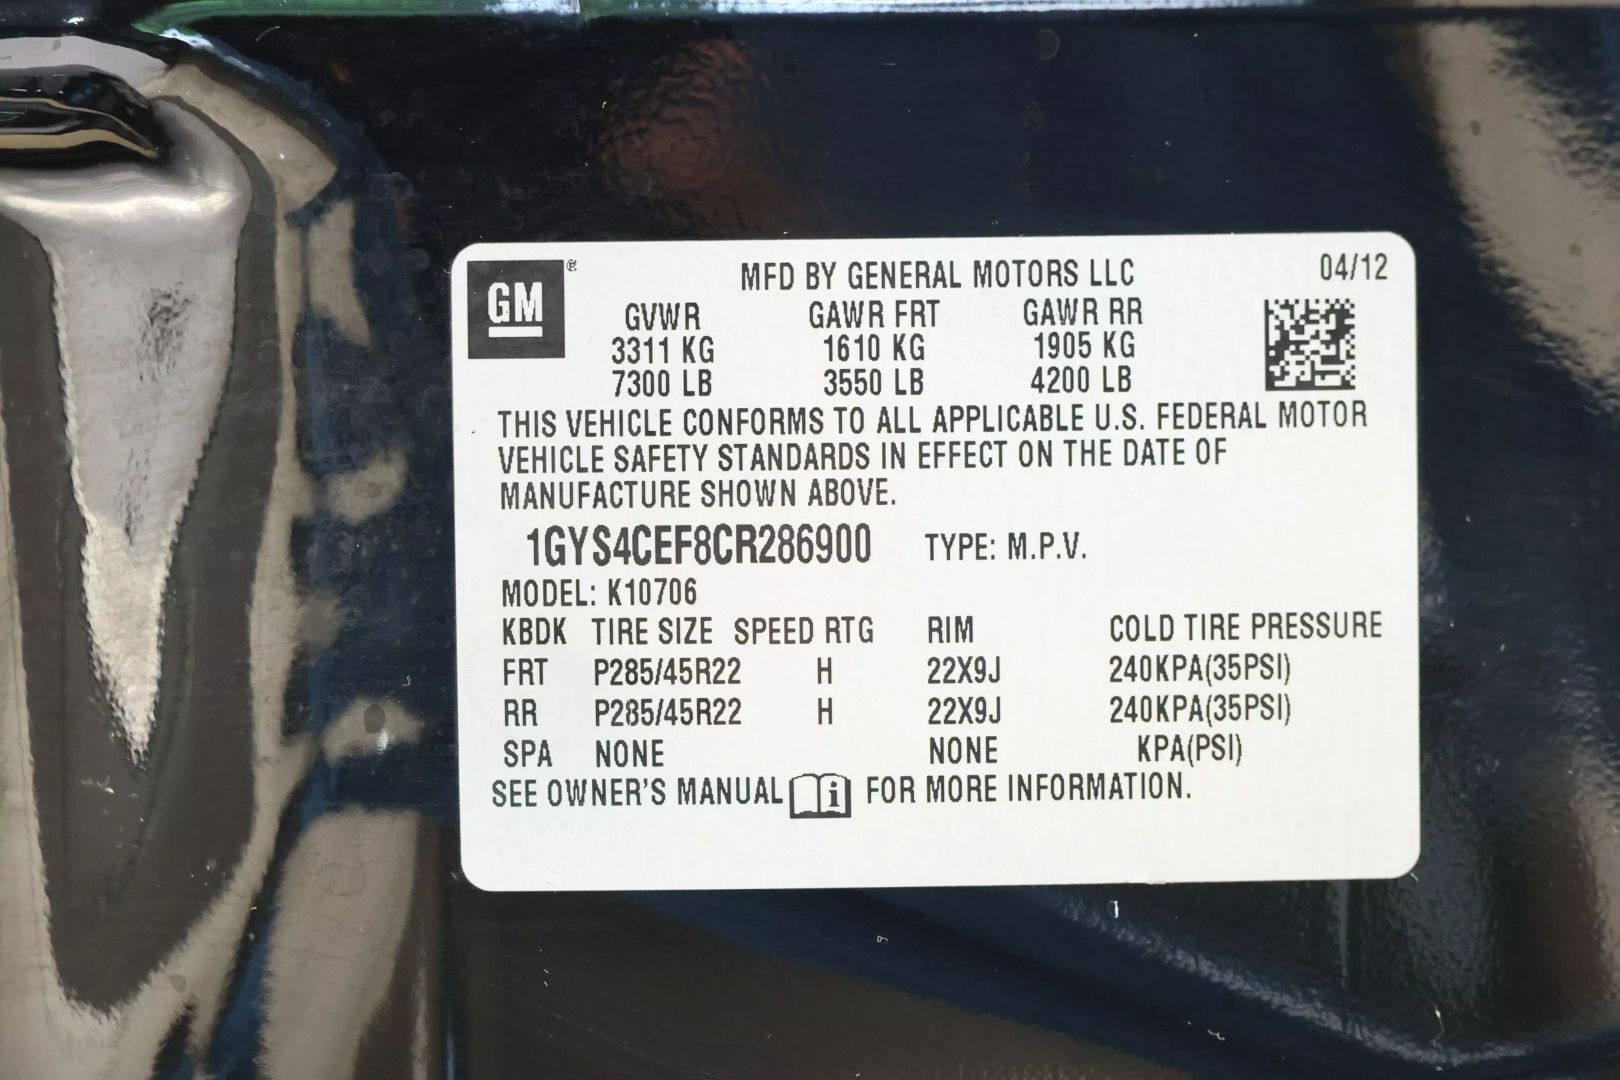 GM®
MFD BY GENERAL MOTORS LLC 04/12
GVWR GAWR FRT GAWR RR
3311 KG 1610 KG 1905 KG
7300 LB 3550 LB 4200 LB
THIS VEHICLE CONFORMS TO ALL APPLICABLE U.S. FEDERAL MOTOR
VEHICLE SAFETY STANDARDS IN EFFECT ON THE DATE OF
MANUFACTURE SHOWN ABOVE.
1GYS4CEF8CR286900 TYPE: M.P.V.
MODEL: K10706
KBDK TIRE SIZE SPEED RTG RIM COLD TIRE PRESSURE
FRT P285/45R22 H 22X9J 240KPA(35PSI)
RR P285/45R22 H 22X9J 240KPA(35PSI)
SPA NONE NONE KPA(PSI)
SEE OWNER'S MANUAL i FOR MORE INFORMATION.